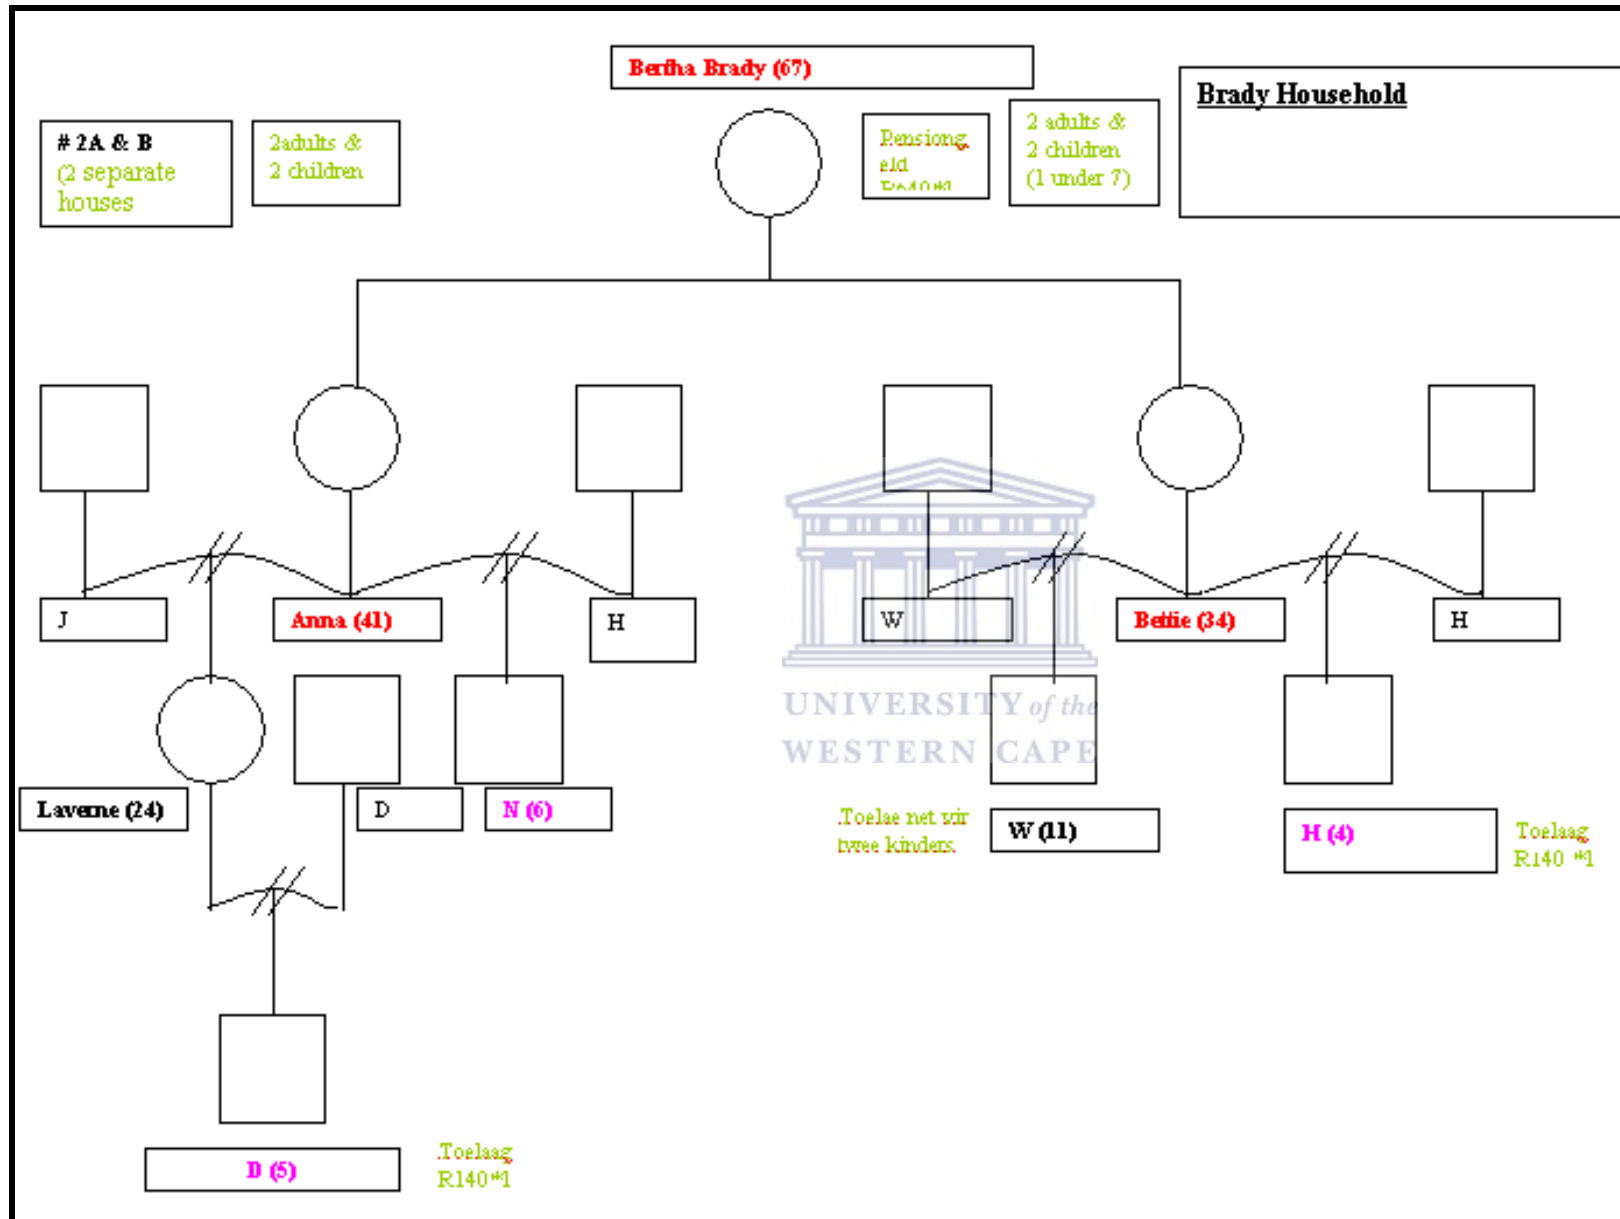 Bertha Brady (67)
Brady Household
# 2A & B
(2 separate
houses
2adults &
2 children
Pensiong
eld
2 adults &
2 children
(1 under 7)
J
Anna (41)
H
W
Bettie (34)
H
UNIVERSITY of the
WESTERN CAPE
Laverne (24)
D
N (6)
.Toelae net vir
twee kinders.
W (11)
H (4)
Toelaag
R140 *1
D (5)
.Toelaag
R140*1